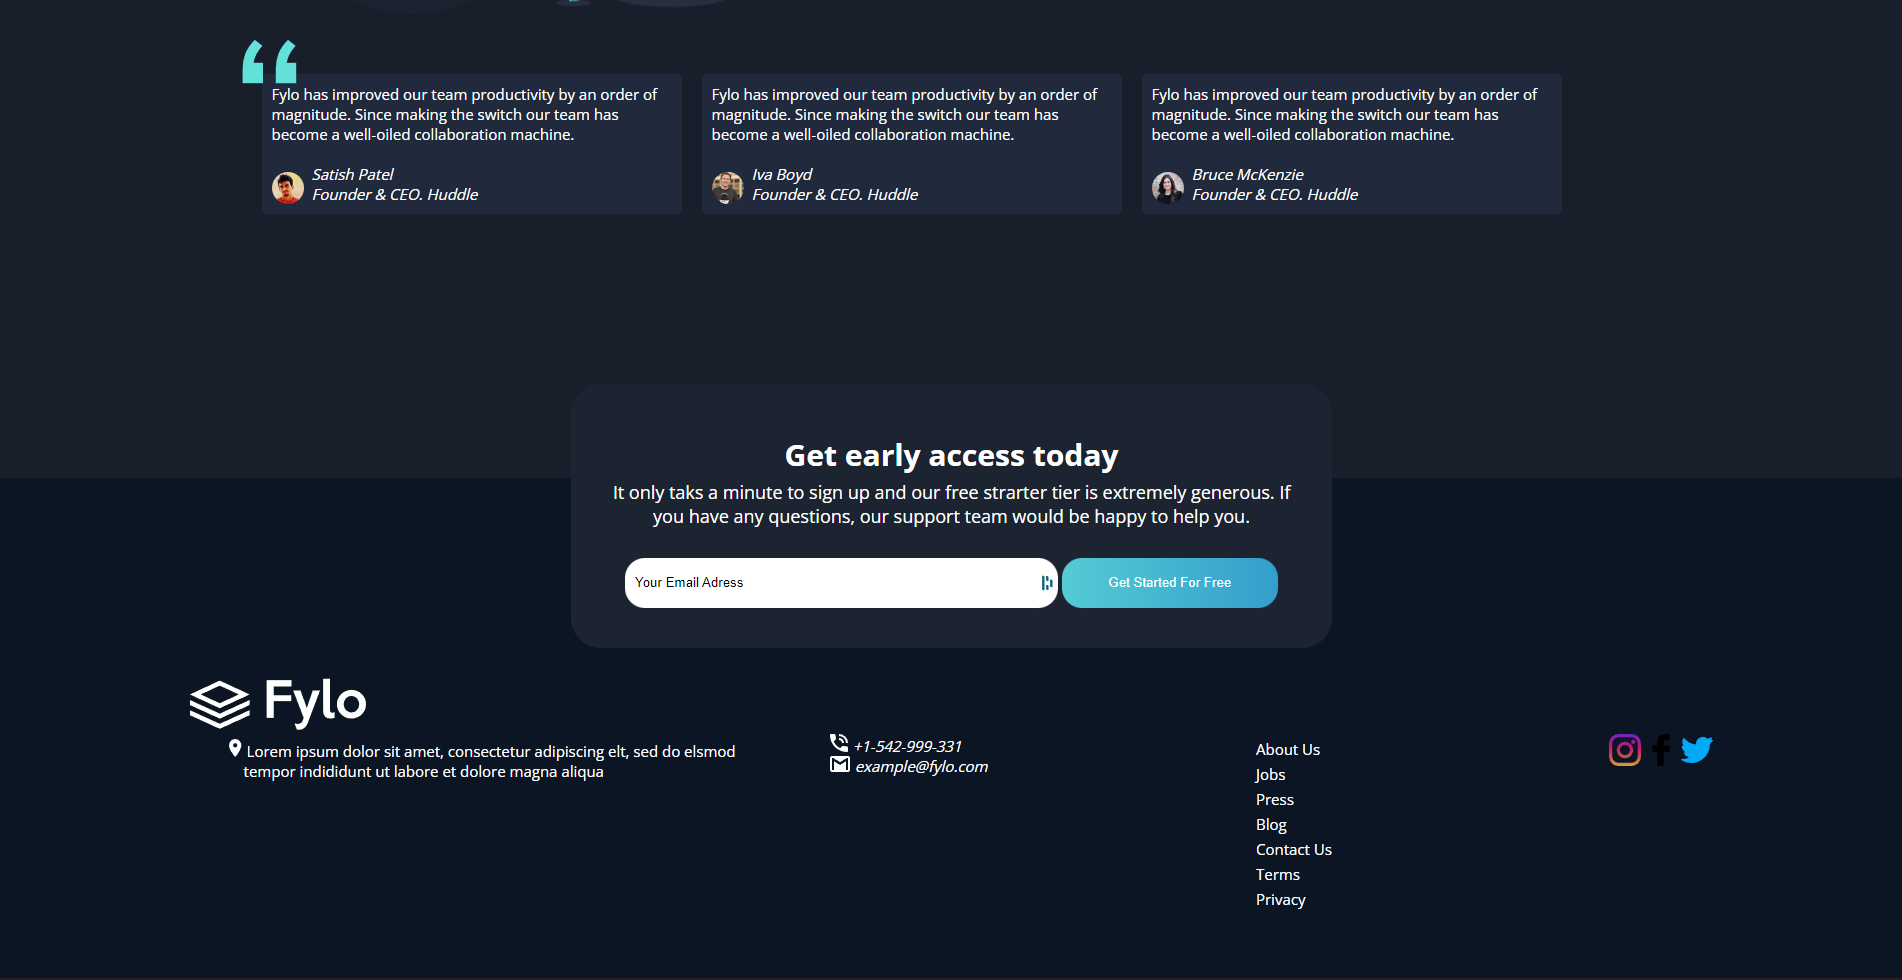 Fylo has improved our team productivity by an order of
magnitude. Since making the switch our team has
become a well-oiled collaboration machine.
Satish Patel
Founder & CEO. Huddle
Fylo has improved our team productivity by an order of
magnitude. Since making the switch our team has
become a well-oiled collaboration machine.
Iva Boyd
Founder & CEO. Huddle
Fylo has improved our team productivity by an order of
magnitude. Since making the switch our team has
become a well-oiled collaboration machine.
Bruce McKenzie
Founder & CEO. Huddle
Get early access today
It only taks a minute to sign up and our free strarter tier is extremely generous. If
you have any questions, our support team would be happy to help you.
Your Email Adress
Get Started For Free
Fylo
Lorem ipsum dolor sit amet, consectetur adipiscing elt, sed do elsmod
tempor indididunt ut labore et dolore magna aliqua
+1-542-999-331
example@fylo.com
About Us
Jobs
Press
Blog
Contact Us
Terms
Privacy